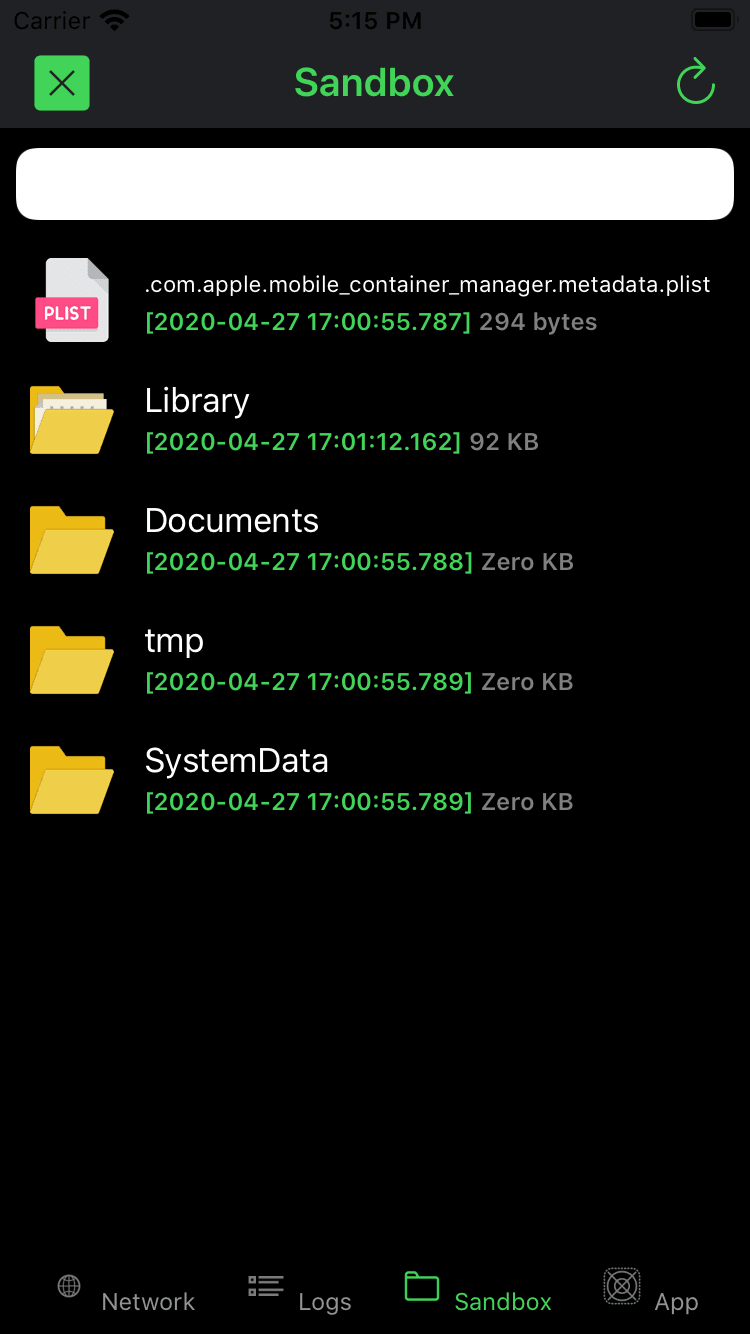 Carrier 5:15 PM
Sandbox
.com.apple.mobile_container_manager.metadata.plist
PLIST
[2020-04-27 17:00:55.787] 294 bytes
Library
[2020-04-27 17:01:12.162] 92 KB
Documents
[2020-04-27 17:00:55.788] Zero KB
tmp
[2020-04-27 17:00:55.789] Zero KB
SystemData
[2020-04-27 17:00:55.789] Zero KB
Network Logs Sandbox App